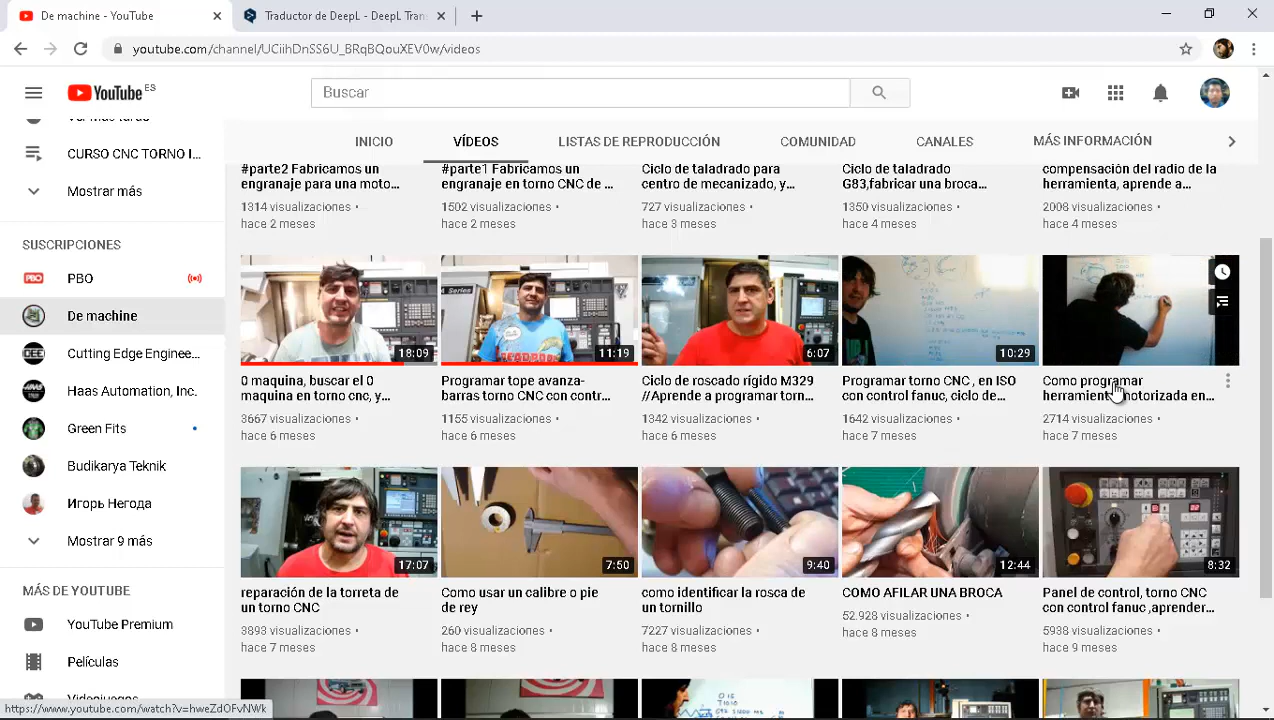 De machine - YouTube
Traductor de DeepL - DeepL Tran
youtube.com/channel/UCiihDnSS6U_BRqBQouXEV0w/videos
YouTube ES
Buscar
INICIO
VÍDEOS
LISTAS DE REPRODUCCIÓN
COMUNIDAD
CANALES
MÁS INFORMACIÓN
Ver más tarde
CURSO CNC TORNO I...
Mostrar más
SUSCRIPCIONES
PBO
De machine
Cutting Edge Enginee...
Haas Automation, Inc.
Green Fits
Budikarya Teknik
Игорь Негода
Mostrar 9 más
MÁS DE YOUTUBE
YouTube Premium
Películas
Videojuegos
#parte2 Fabricamos un
engranaje para una moto...
1314 visualizaciones •
hace 2 meses
#parte1 Fabricamos un
engranaje en torno CNC de ...
1502 visualizaciones •
hace 2 meses
Ciclo de taladrado para
centro de mecanizado, y...
727 visualizaciones •
hace 3 meses
Ciclo de taladrado
G83,fabricar una broca...
1350 visualizaciones •
hace 4 meses
compensación del radio de la
herramienta, aprende a...
2008 visualizaciones •
hace 4 meses
18:09
0 maquina, buscar el 0
maquina en torno cnc, y...
3667 visualizaciones •
hace 6 meses
4 Series
11:19
Programar tope avanza-
barras torno CNC con contr...
1155 visualizaciones •
hace 6 meses
6:07
Ciclo de roscado rígido M329
//Aprende a programar torn...
1342 visualizaciones •
hace 6 meses
10:29
Programar torno CNC , en ISO
con control fanuc, ciclo de...
1642 visualizaciones •
hace 7 meses
Como programar
herramienta motorizada en...
2714 visualizaciones •
hace 7 meses
17:07
reparación de la torreta de
un torno CNC
3893 visualizaciones •
hace 7 meses
7:50
Como usar un calibre o pie
de rey
260 visualizaciones •
hace 8 meses
9:40
como identificar la rosca de
un tornillo
7227 visualizaciones •
hace 8 meses
12:44
COMO AFILAR UNA BROCA
52.928 visualizaciones •
hace 8 meses
8:32
Panel de control, torno CNC
con control fanuc ,aprender...
5938 visualizaciones •
hace 9 meses
https://www.youtube.com/watch?v=hweZdOFvNWk